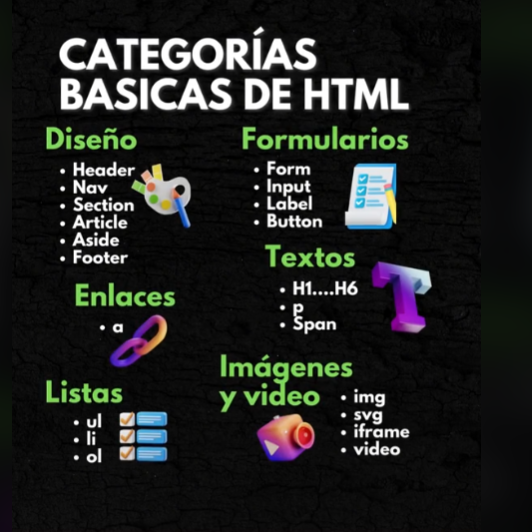 CATEGORÍAS
BASICAS DE HTML
Diseño
• Header
• Nav
• Section
• Article
• Aside
• Footer
Formularios
• Form
• Input
• Label
• Button
Textos
• H1....H6
• p
• Span
Enlaces
• a
Imágenes
y video
• img
• svg
• iframe
• video
Listas
• ul
• li
• ol